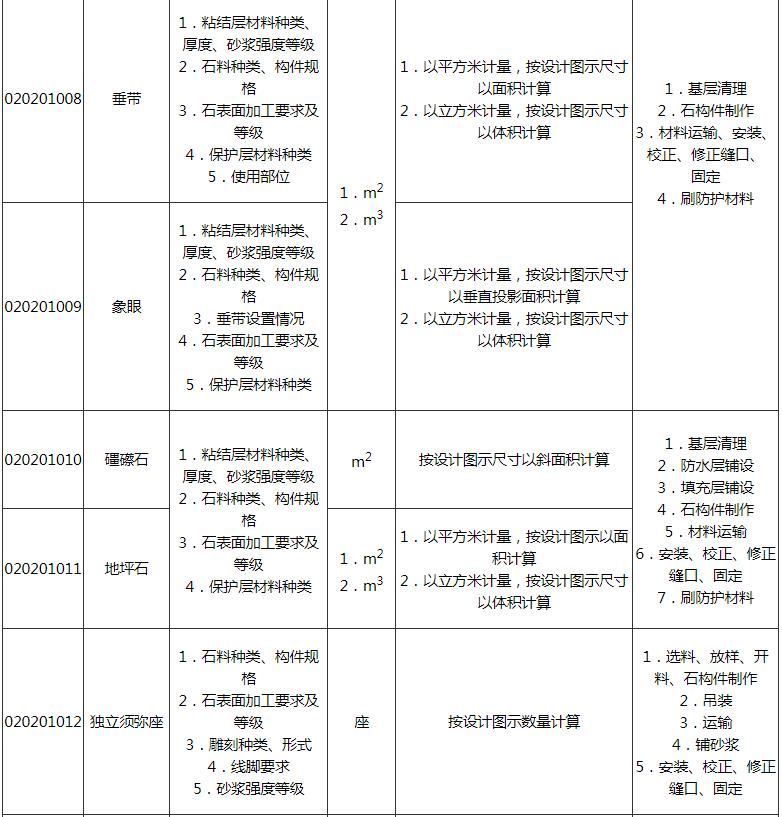 020201008
垂带
1．粘结层材料种类、
厚度、砂浆强度等级
2．石料种类、构件规
格
3．石表面加工要求及
等级
4．保护层材料种类
5．使用部位
1．m2
2．m3
1．以平方米计量，按设计图示尺寸
以面积计算
2．以立方米计量，按设计图示尺寸
以体积计算
1．基层清理
2．石构件制作
3．材料运输、安装、
校正、修正缝口、
固定
4．刷防护材料
020201009
象眼
1．粘结层材料种类、
厚度、砂浆强度等级
2．石料种类、构件规
格
3．垂带设置情况
4．石表面加工要求及
等级
5．保护层材料种类
1．以平方米计量，按设计图示尺寸
以垂直投影面积计算
2．以立方米计量，按设计图示尺寸
以体积计算
020201010
礓礤石
1．粘结层材料种类、
厚度、砂浆强度等级
2．石料种类、构件规
格
3．石表面加工要求及
等级
4．保护层材料种类
m2
按设计图示尺寸以斜面积计算
1．基层清理
2．防水层铺设
3．填充层铺设
4．石构件制作
5．材料运输
6．安装、校正、修正
缝口、固定
7．刷防护材料
020201011
地坪石
1．m2
2．m3
1．以平方米计量，按设计图示以面
积计算
2．以立方米计量，按设计图示尺寸
以体积计算
020201012
独立须弥座
1．石料种类、构件规
格
2．石表面加工要求及
等级
3．雕刻种类、形式
4．线脚要求
5．砂浆强度等级
座
按设计图示数量计算
1．选料、放样、开
料、石构件制作
2．吊装
3．运输
4．铺砂浆
5．安装、校正、修正
缝口、固定